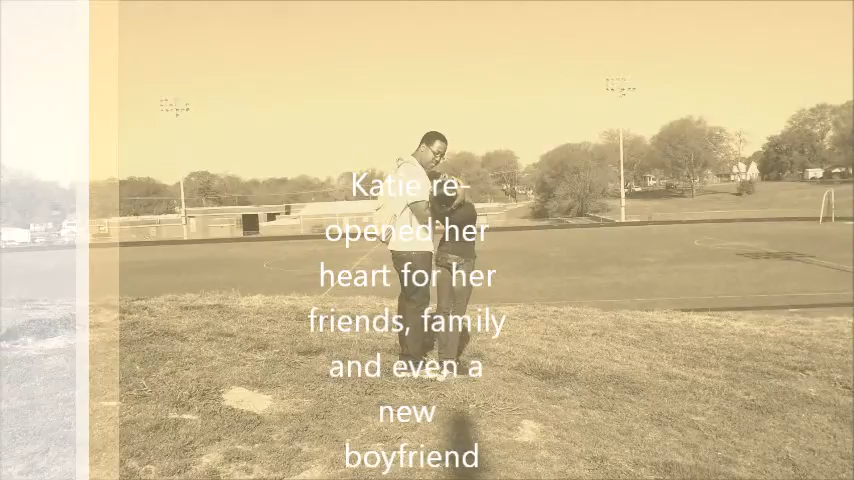 Katie re-
opened her
heart for her
friends, family
and even a
new
boyfriend